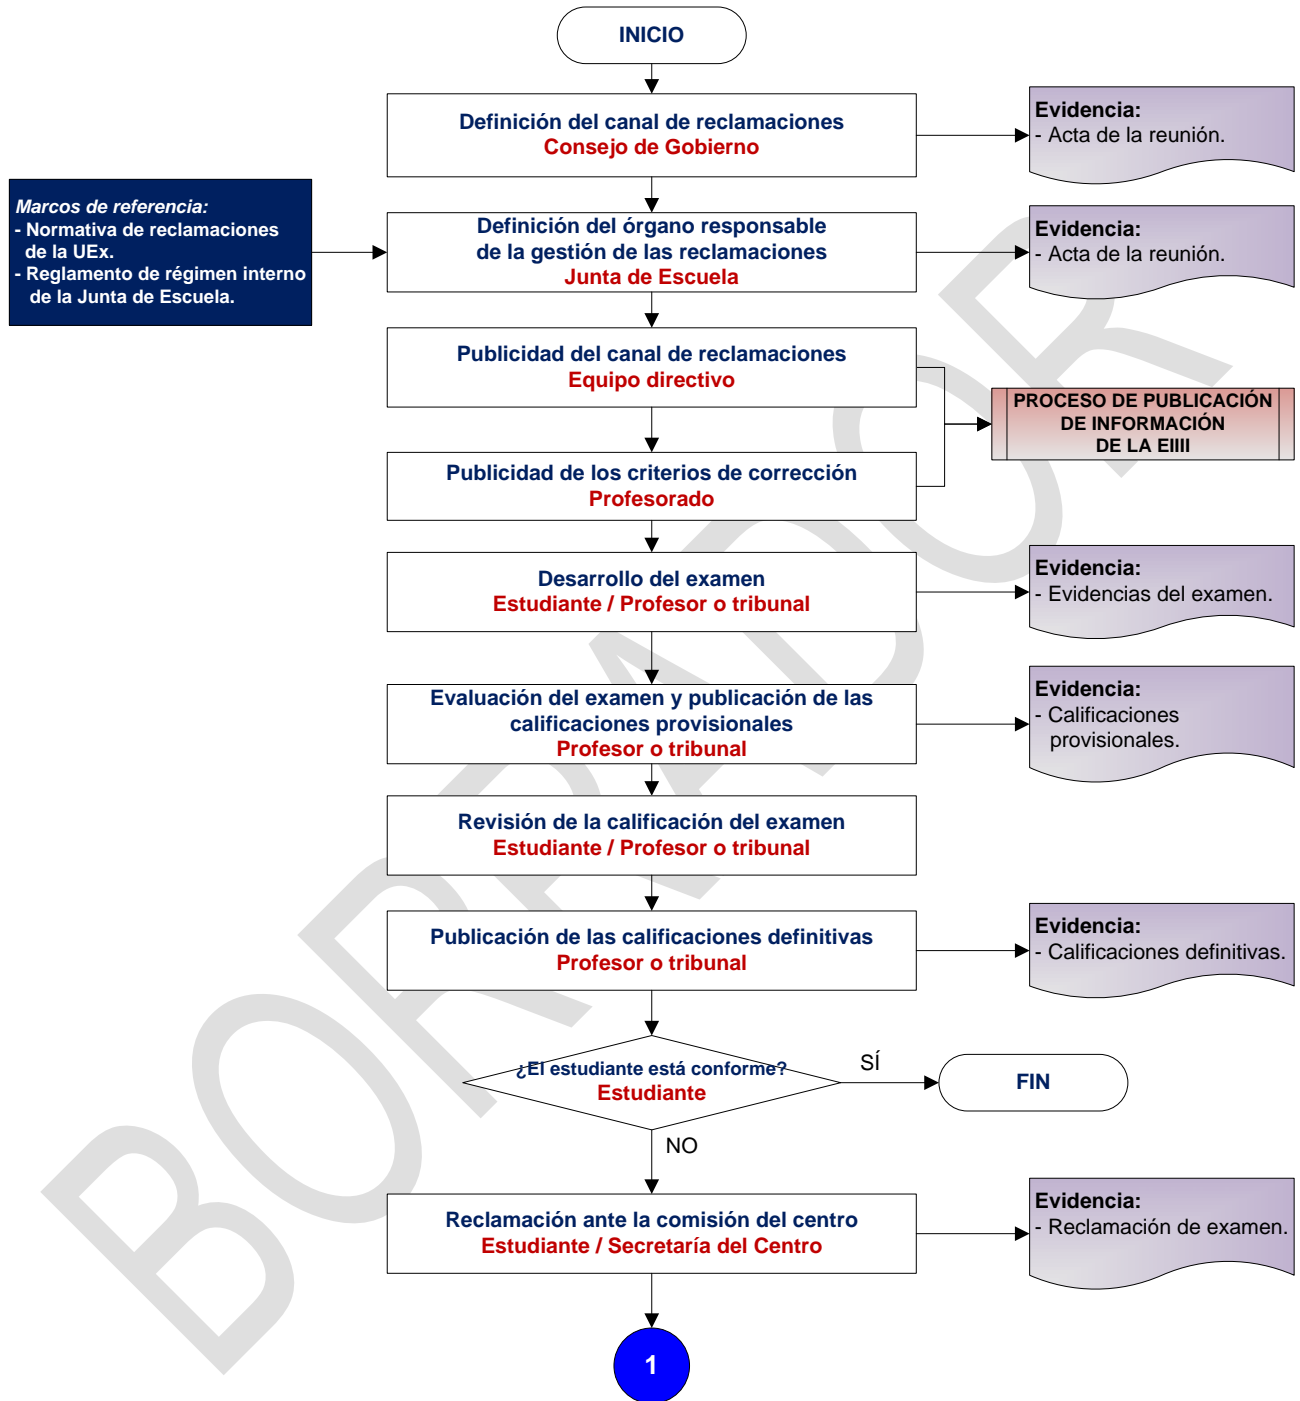 INICIO
Definición del canal de reclamaciones
Consejo de Gobierno
Evidencia:
- Acta de la reunión.
Marcos de referencia:
- Normativa de reclamaciones
de la UEx.
- Reglamento de régimen interno
de la Junta de Escuela.
Definición del órgano responsable
de la gestión de las reclamaciones
Junta de Escuela
Evidencia:
- Acta de la reunión.
Publicidad del canal de reclamaciones
Equipo directivo
PROCESO DE PUBLICACIÓN
DE INFORMACIÓN
DE LA EIIII
Publicidad de los criterios de corrección
Profesorado
Desarrollo del examen
Estudiante / Profesor o tribunal
Evidencia:
- Evidencias del examen.
Evaluación del examen y publicación de las
calificaciones provisionales
Profesor o tribunal
Evidencia:
- Calificaciones
provisionales.
Revisión de la calificación del examen
Estudiante / Profesor o tribunal
Publicación de las calificaciones definitivas
Profesor o tribunal
Evidencia:
- Calificaciones definitivas.
¿El estudiante está conforme?
Estudiante
SÍ
FIN
NO
Reclamación ante la comisión del centro
Estudiante / Secretaría del Centro
Evidencia:
- Reclamación de examen.
1
BORRADOR